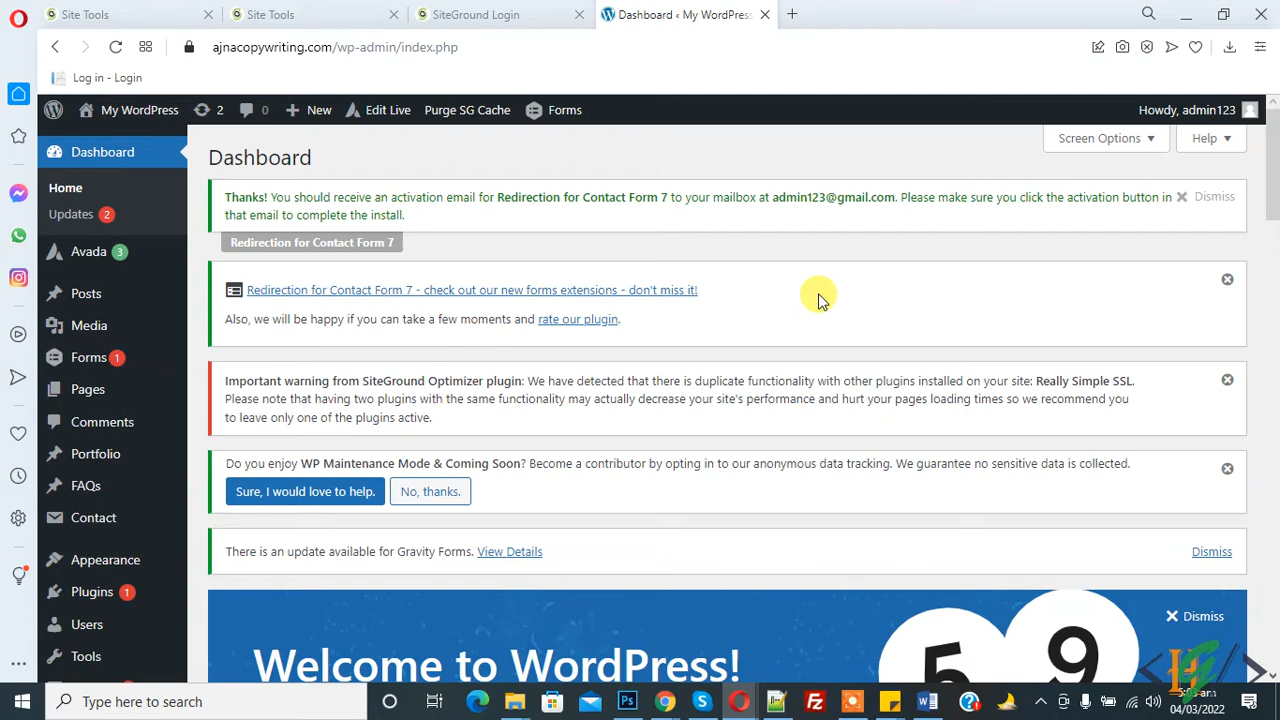 Site Tools
Site Tools
SiteGround Login
Dashboard ‹ My WordPress
ajnacopywriting.com/wp-admin/index.php
Log in - Login
My WordPress
2
0
New
Edit Live
Purge SG Cache
Forms
Howdy, admin123
Dashboard
Home
Updates 2
Avada 3
Posts
Media
Forms 1
Pages
Comments
Portfolio
FAQs
Contact
Appearance
Plugins 1
Users
Tools
Screen Options
Help
Dashboard
Thanks! You should receive an activation email for Redirection for Contact Form 7 to your mailbox at admin123@gmail.com. Please make sure you click the activation button in
that email to complete the install.
Dismiss
Redirection for Contact Form 7
Redirection for Contact Form 7 - check out our new forms extensions - don't miss it!
Also, we will be happy if you can take a few moments and rate our plugin.
Important warning from SiteGround Optimizer plugin: We have detected that there is duplicate functionality with other plugins installed on your site: Really Simple SSL.
Please note that having two plugins with the same functionality may actually decrease your site's performance and hurt your pages loading times so we recommend you
to leave only one of the plugins active.
Do you enjoy WP Maintenance Mode & Coming Soon? Become a contributor by opting in to our anonymous data tracking. We guarantee no sensitive data is collected.
Sure, I would love to help.
No, thanks.
There is an update available for Gravity Forms. View Details
Dismiss
Dismiss
Welcome to WordPress!
5 9
Type here to search
04/03/2022